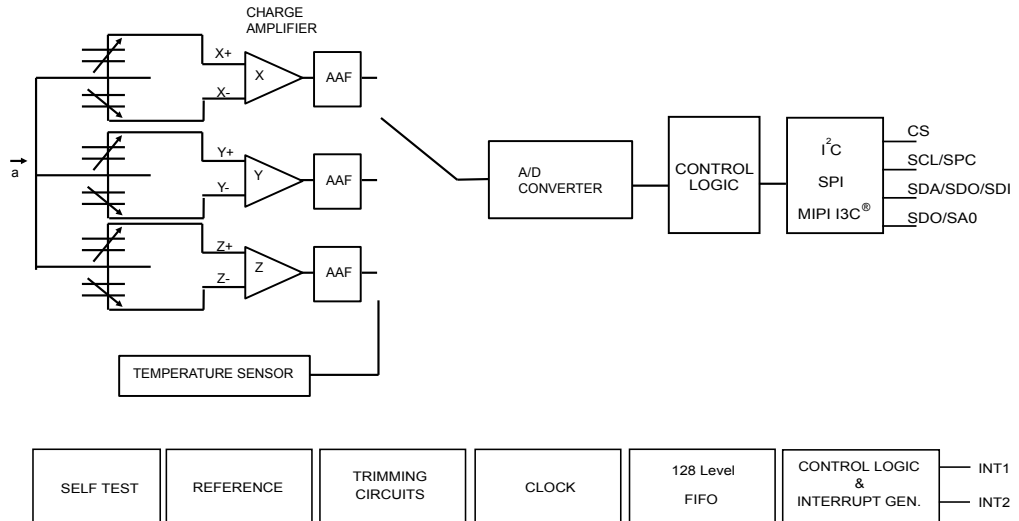 CHARGE
AMPLIFIER
X+
X
X-
AAF
Y+
Y
Y-
AAF
a
Z+
Z
Z-
AAF
TEMPERATURE SENSOR
A/D
CONVERTER
CONTROL
LOGIC
I²C
SPI
MIPI I3C®
CS
SCL/SPC
SDA/SDO/SDI
SDO/SA0
SELF TEST
REFERENCE
TRIMMING
CIRCUITS
CLOCK
128 Level
FIFO
CONTROL LOGIC
&
INTERRUPT GEN.
INT1
INT2